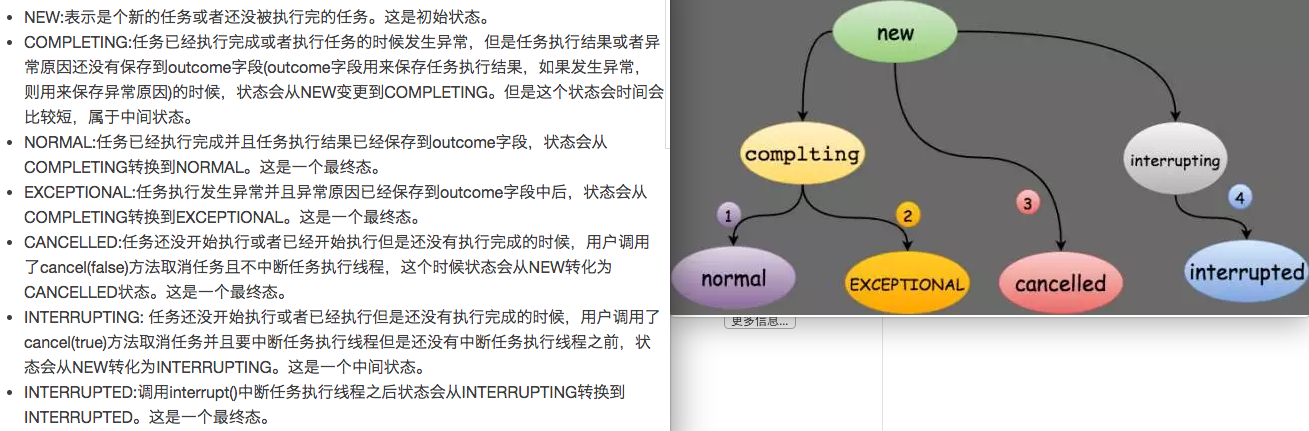 NEW:表示是个新的任务或者还没被执行完的任务。这是初始状态。
COMPLETING:任务已经执行完成或者执行任务的时候发生异常，但是任务执行结果或者异
常原因还没有保存到outcome字段(outcome字段用来保存任务执行结果，如果发生异常，
则用来保存异常原因)的时候，状态会从NEW变更到COMPLETING。但是这个状态会时间会
比较短，属于中间状态。
NORMAL:任务已经执行完成并且任务执行结果已经保存到outcome字段，状态会从
COMPLETING转换到NORMAL。这是一个最终态。
EXCEPTIONAL:任务执行发生异常并且异常原因已经保存到outcome字段中后，状态会从
COMPLETING转换到EXCEPTIONAL。这是一个最终态。
CANCELLED:任务还没开始执行或者已经开始执行但是还没有执行完成的时候，用户调用
了cancel(false)方法取消任务且不中断任务执行线程，这个时候状态会从NEW转化为
CANCELLED状态。这是一个最终态。
INTERRUPTING: 任务还没开始执行或者已经执行但是还没有执行完成的时候，用户调用了
cancel(true)方法取消任务并且要中断任务执行线程但是还没有中断任务执行线程之前，状
态会从NEW转化为INTERRUPTING。这是一个中间状态。
INTERRUPTED:调用interrupt()中断任务执行线程之后状态会从INTERRUPTING转换到
INTERRUPTED。这是一个最终态。
new
complting
interrupting
1
2
3
4
normal
EXCEPTIONAL
cancelled
interrupted
更多信息...